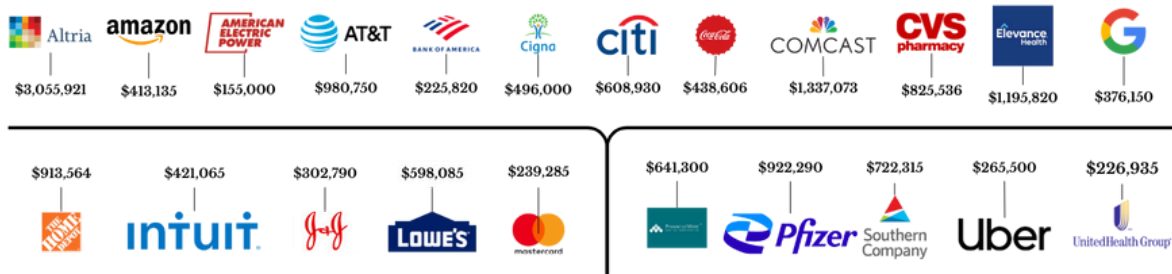 Altria
amazon
AMERICAN
ELECTRIC
POWER
AT&T
BANK OF AMERICA
Cigna
citi
Coca-Cola
COMCAST
CVS
pharmacy
Elevance
Health
G
$3,055,921
$413,135
$155,000
$980,750
$225,820
$496,000
$608,930
$438,606
$1,337,073
$825,536
$1,195,820
$376,150
$913,564
$421,065
$302,790
$598,085
$239,285
$641,300
$922,290
$722,315
$265,500
$226,935
THE
HOME
DEPOT
intuit
J&J
LOWE'S
mastercard
Pfizer
Southern
Company
Uber
UnitedHealth Group